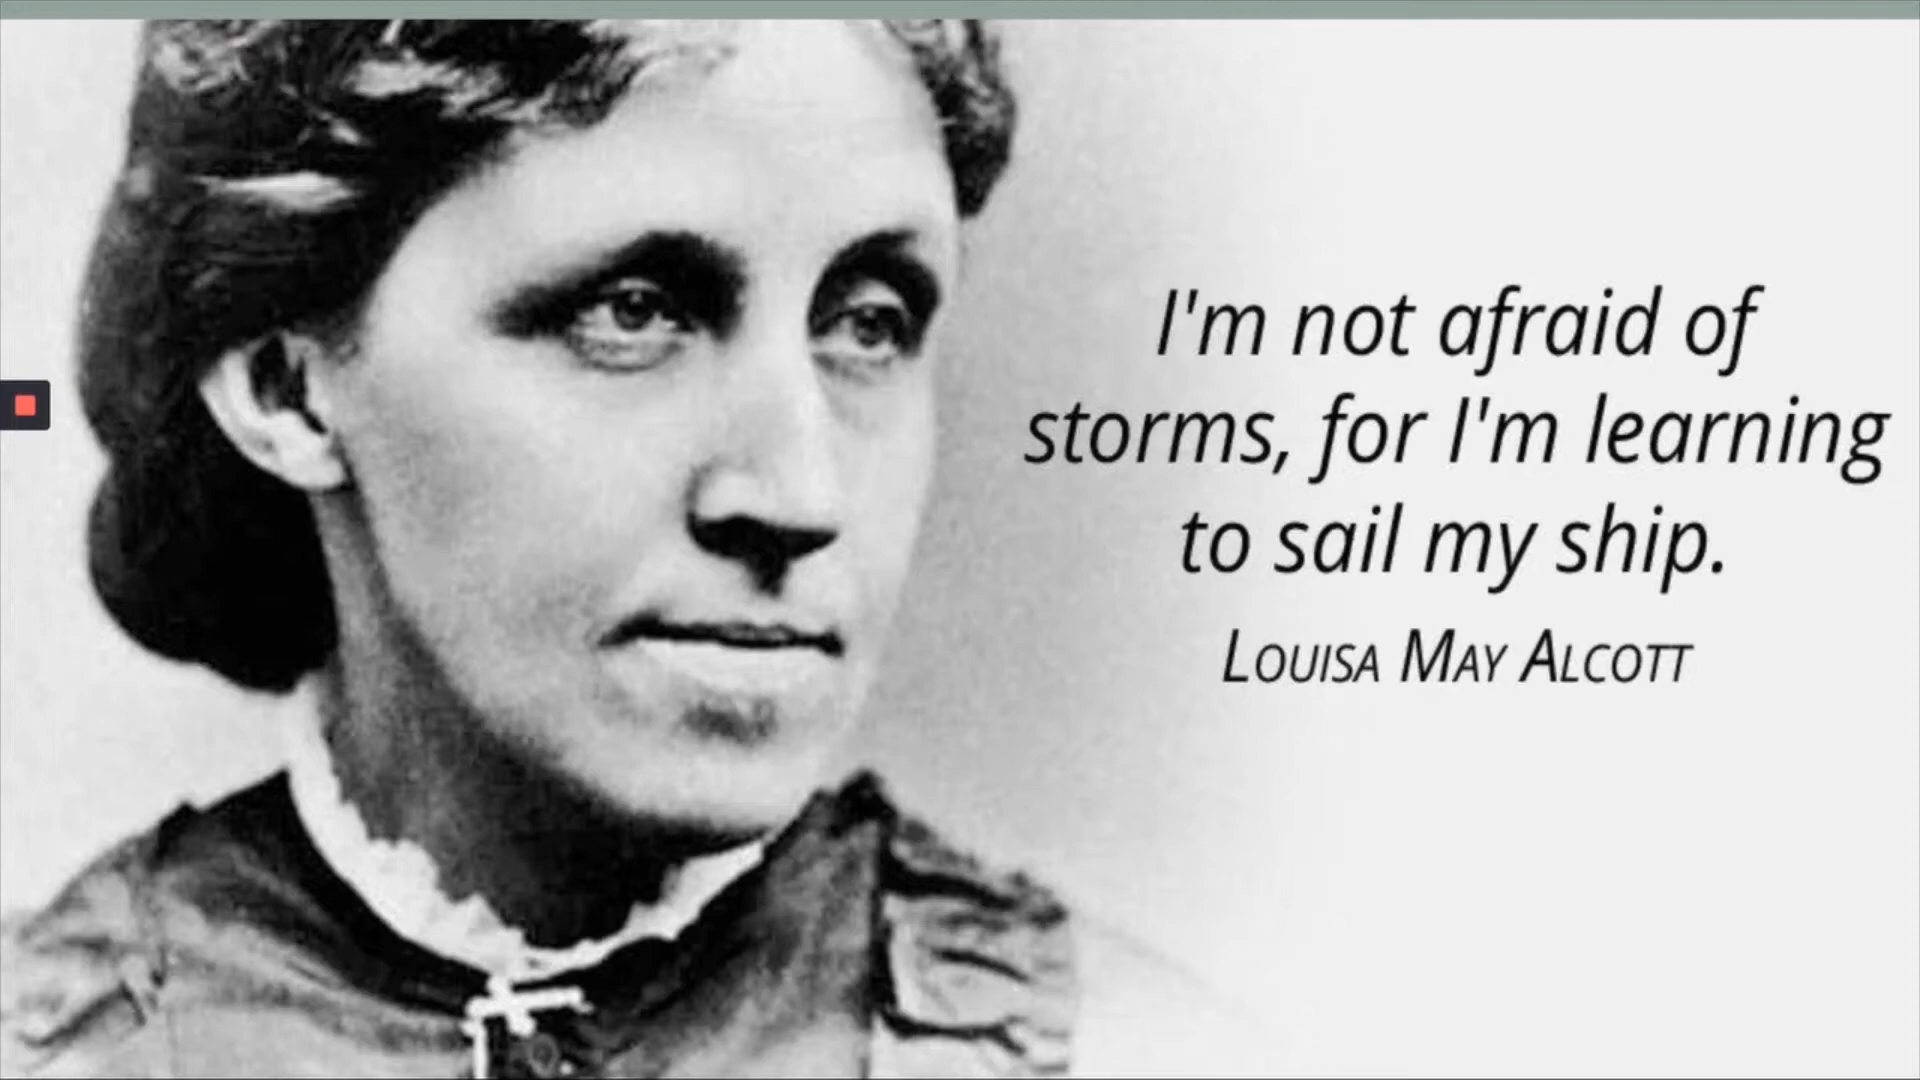 I'm not afraid of
storms, for I'm learning
to sail my ship.
Louisa May Alcott